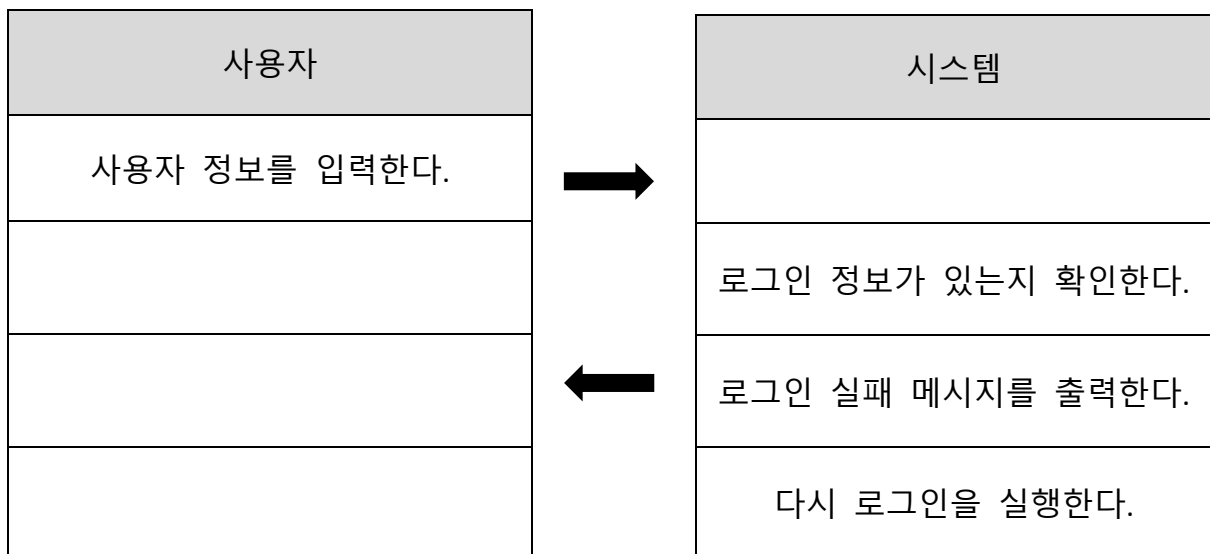 사용자
시스템
사용자 정보를 입력한다.
로그인 정보가 있는지 확인한다.
로그인 실패 메시지를 출력한다.
다시 로그인을 실행한다.